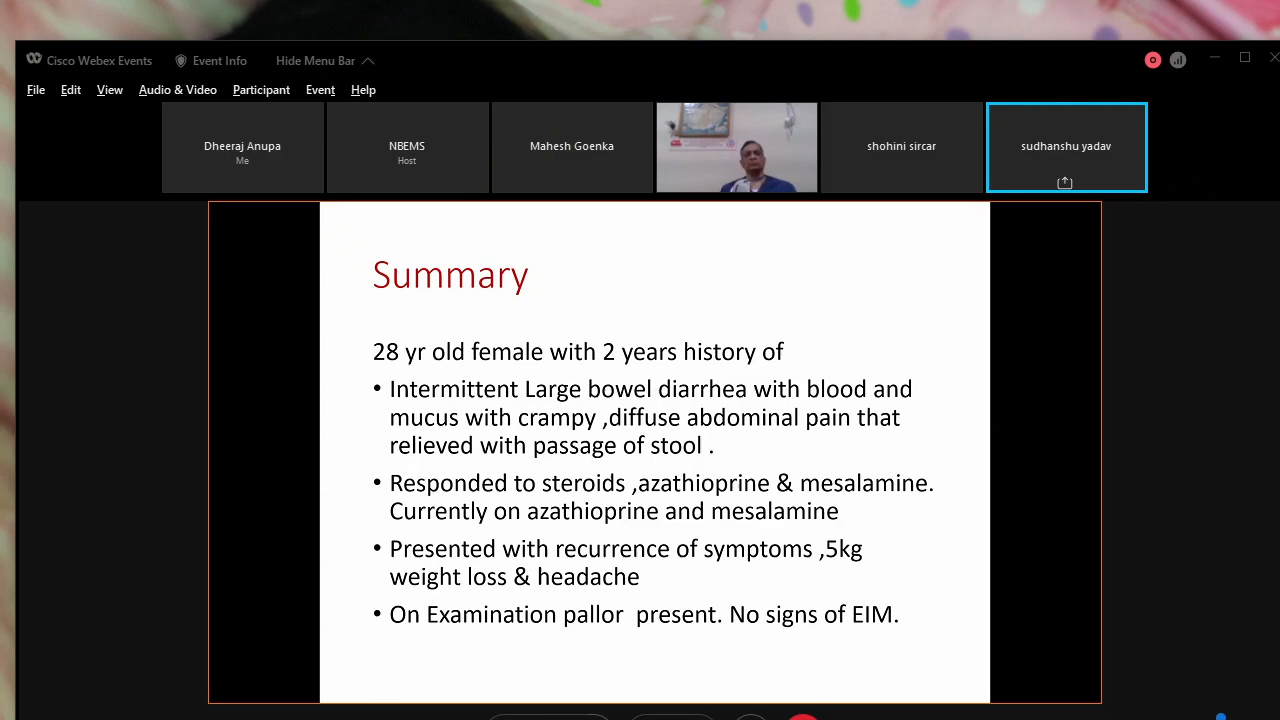 Cisco Webex Events
Event Info
Hide Menu Bar
File Edit View Audio & Video Participant Event Help
Dheeraj Anupa
Me
NBEMS
Host
Mahesh Goenka
shohini sircar
sudhanshu yadav
Summary
28 yr old female with 2 years history of
• Intermittent Large bowel diarrhea with blood and
mucus with crampy ,diffuse abdominal pain that
relieved with passage of stool .
• Responded to steroids ,azathioprine & mesalamine.
Currently on azathioprine and mesalamine
• Presented with recurrence of symptoms ,5kg
weight loss & headache
• On Examination pallor  present. No signs of EIM.